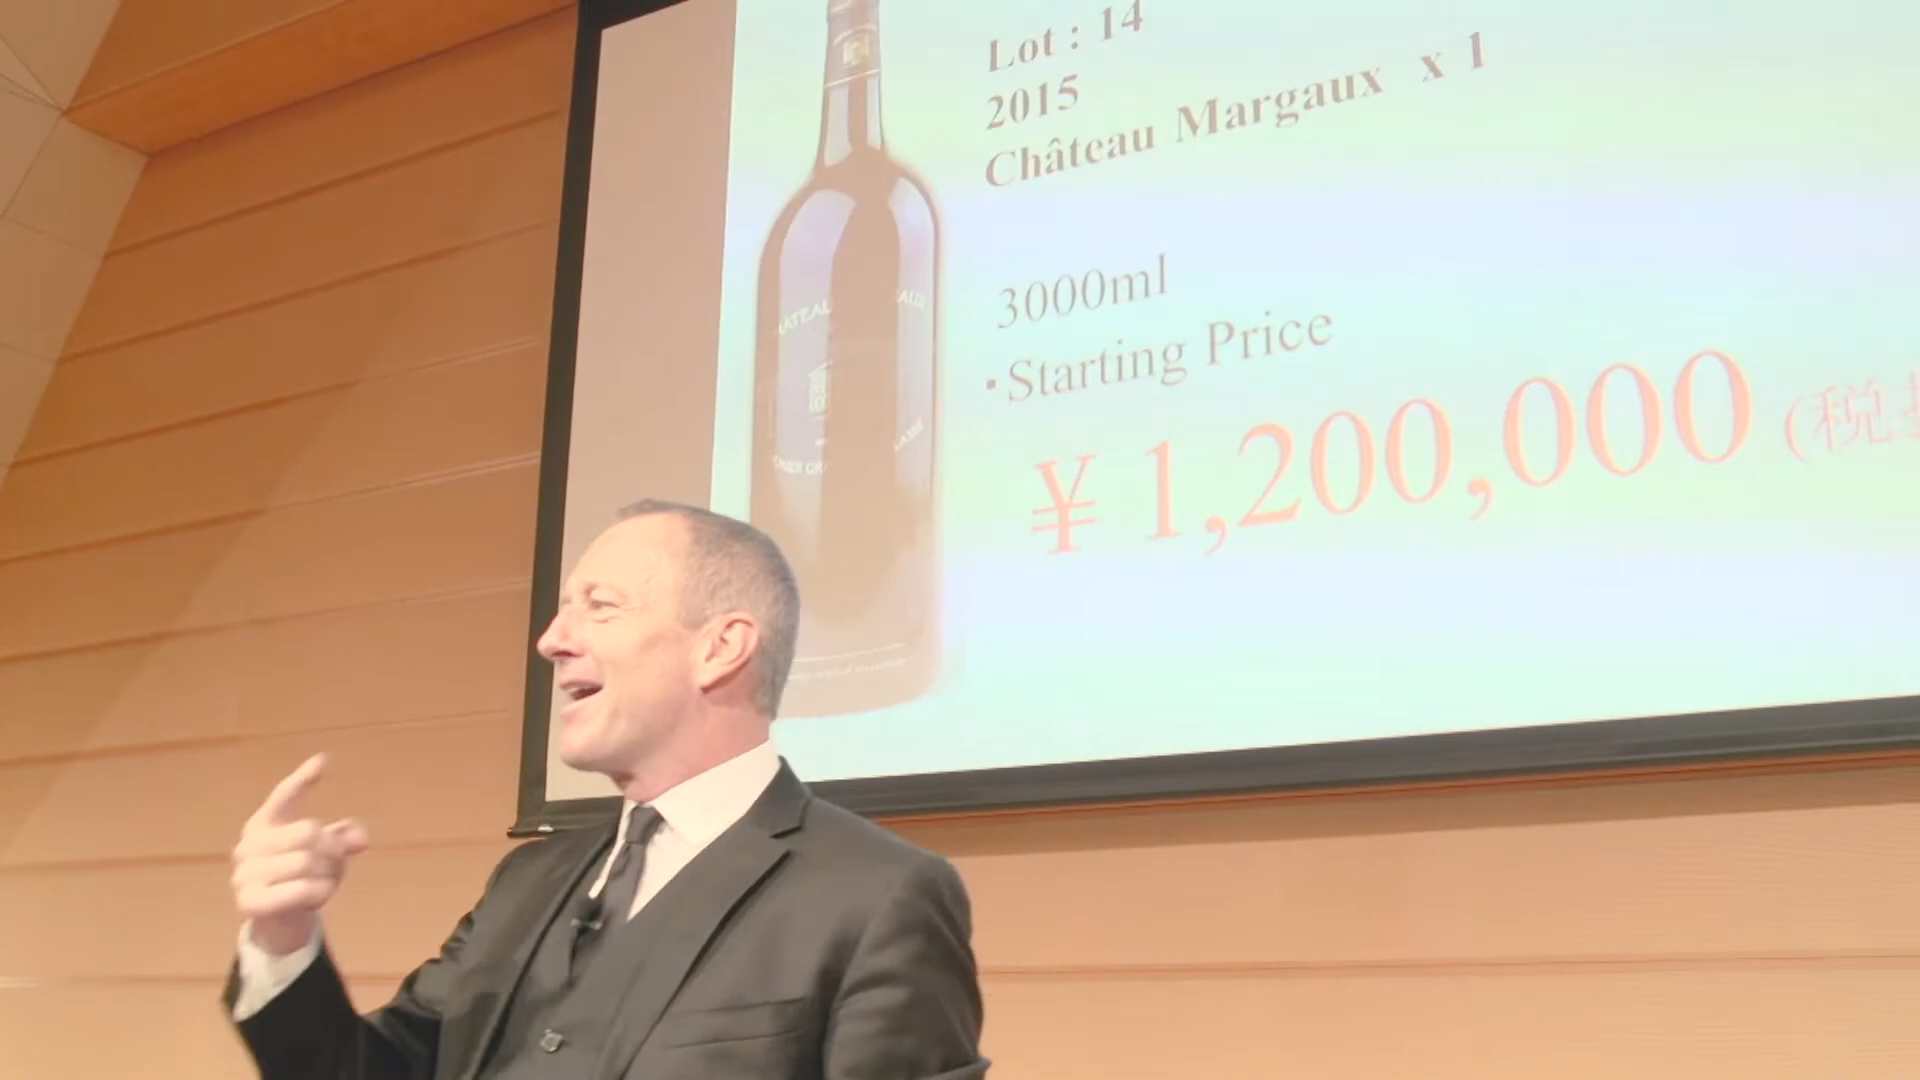 Lot : 14
2015
Château Margaux x 1
3000ml
▪Starting Price
¥ 1,200,000 (税